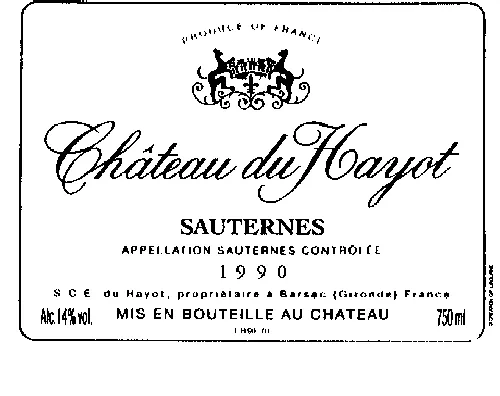 PRODUCE OF FRANCE
Château du Hayot
SAUTERNES
APPELLATION SAUTERNES CONTROLÉE
1990
S.C.E. du Hayot, propriétaire à Barsac (Gironde) France
Alc. 14% vol. MIS EN BOUTEILLE AU CHATEAU 750 ml